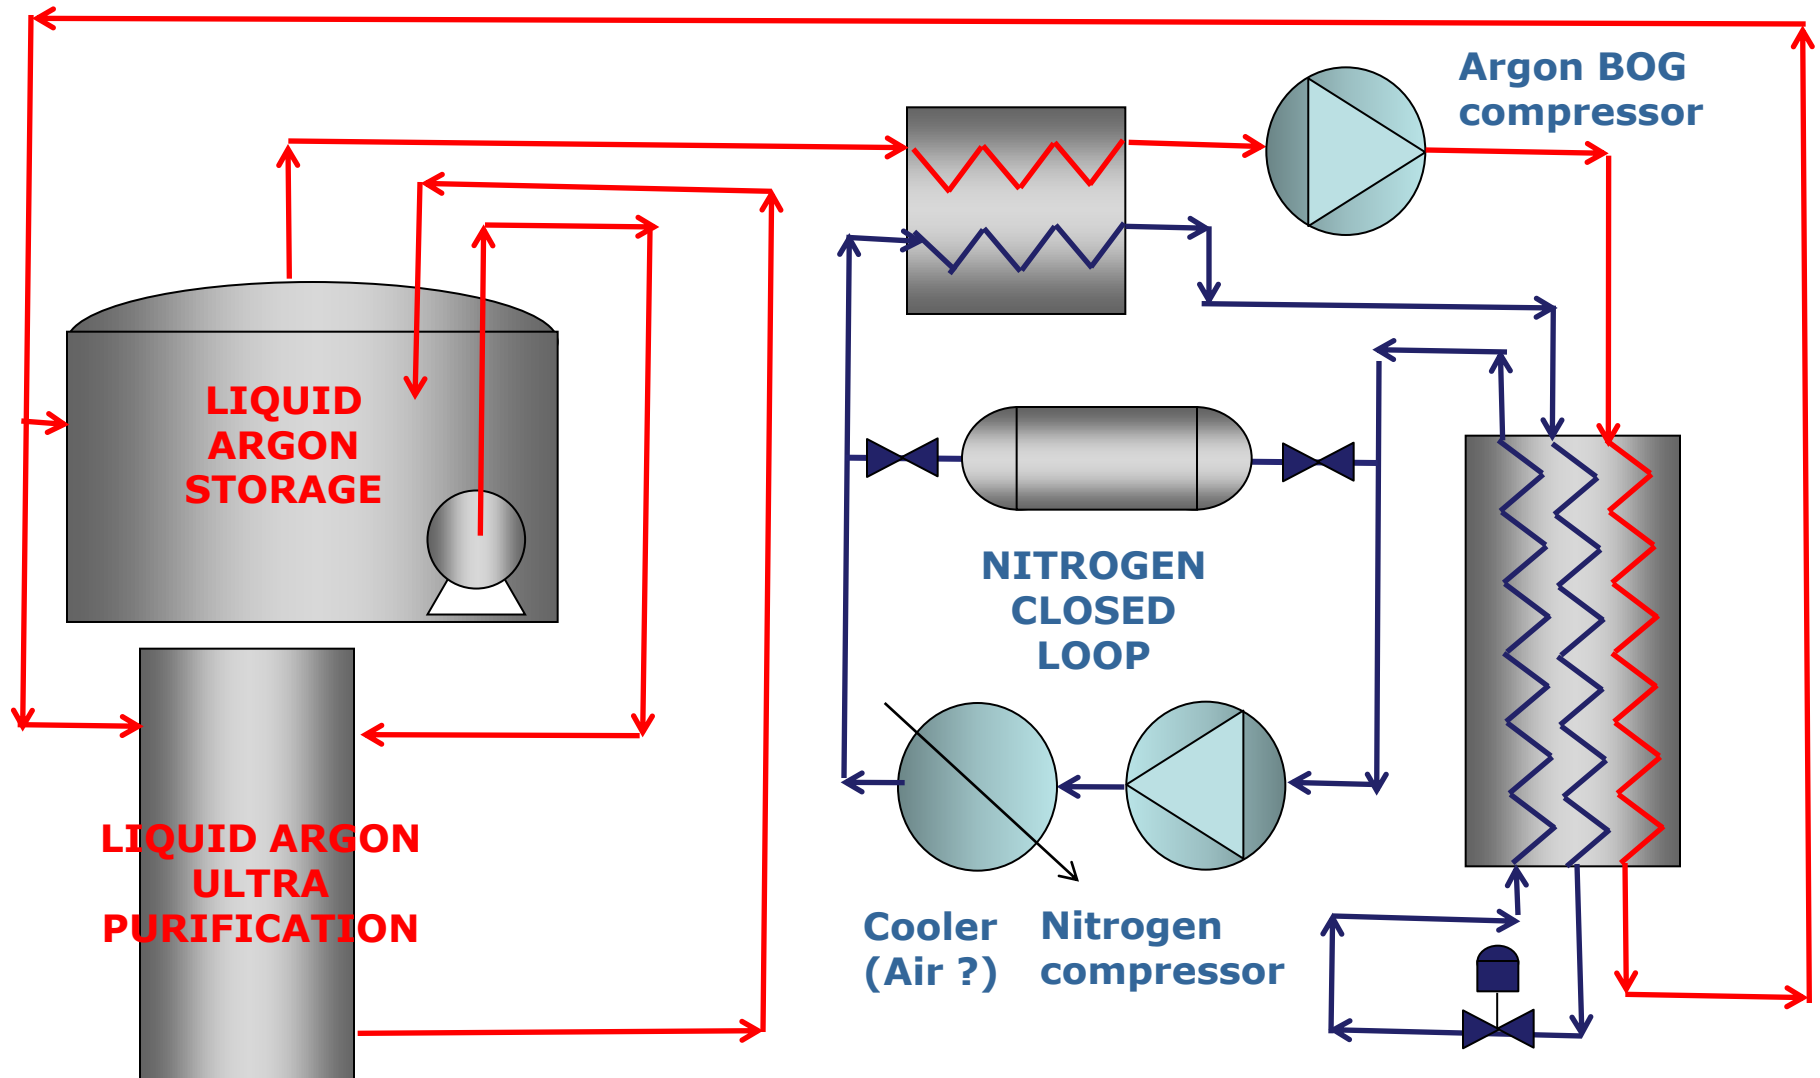 Argon BOG
compressor
LIQUID
ARGON
STORAGE
NITROGEN
CLOSED
LOOP
LIQUID ARGON
ULTRA
PURIFICATION
Cooler
(Air ?)
Nitrogen
compressor